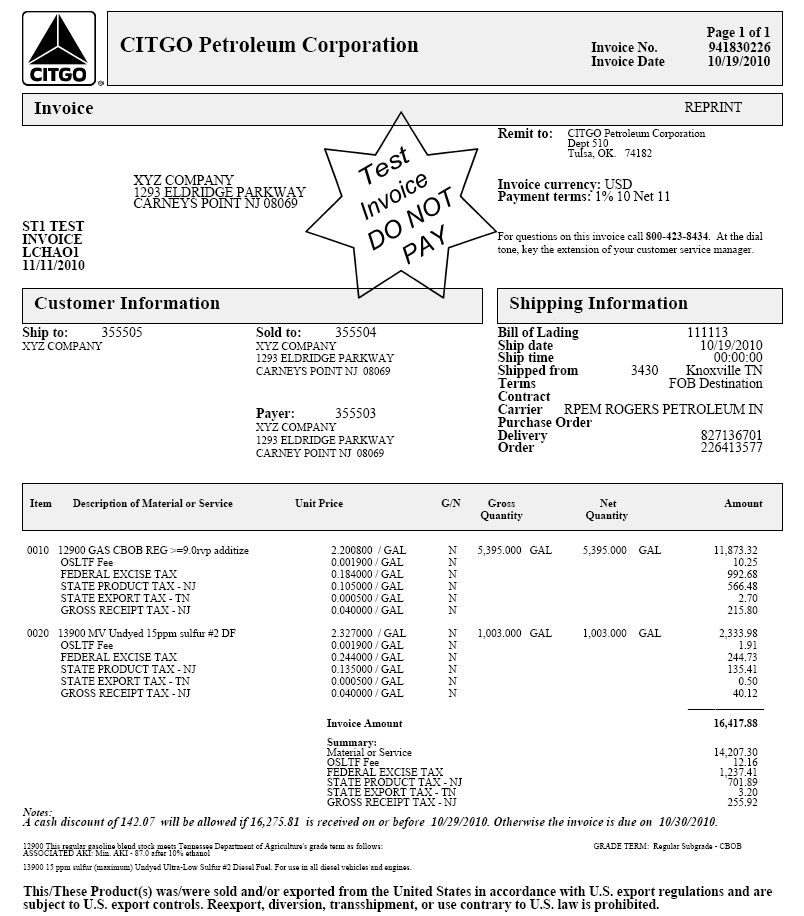 CITGO
®
CITGO Petroleum Corporation
Page 1 of 1
Invoice No. 941830226
Invoice Date 10/19/2010
Invoice
REPRINT
Test
Invoice
DO NOT
PAY
Remit to: CITGO Petroleum Corporation
Dept 510
Tulsa, OK. 74182
XYZ COMPANY
1293 ELDRIDGE PARKWAY
CARNEYS POINT NJ 08069
Invoice currency: USD
Payment terms: 1% 10 Net 11
ST1 TEST
INVOICE
LCHAO1
11/11/2010
For questions on this invoice call 800-423-8434. At the dial
tone, key the extension of your customer service manager.
Customer Information
Ship to: 355505
XYZ COMPANY
Sold to: 355504
XYZ COMPANY
1293 ELDRIDGE PARKWAY
CARNEYS POINT NJ 08069
Payer: 355503
XYZ COMPANY
1293 ELDRIDGE PARKWAY
CARNEY POINT NJ 08069
Shipping Information
Bill of Lading 111113
Ship date 10/19/2010
Ship time 00:00:00
Shipped from 3430 Knoxville TN
Terms FOB Destination
Contract
Carrier RPEM ROGERS PETROLEUM IN
Purchase Order
Delivery 827136701
Order 226413577
Item Description of Material or Service Unit Price G/N Gross Quantity Net Quantity Amount
0010 12900 GAS CBOB REG >=9.0rvp additize 2.200800 / GAL N 5,395.000 GAL 5,395.000 GAL 11,873.32
OSLTF Fee 0.001900 / GAL N 10.25
FEDERAL EXCISE TAX 0.184000 / GAL N 992.68
STATE PRODUCT TAX - NJ 0.105000 / GAL N 566.48
STATE EXPORT TAX - TN 0.000500 / GAL N 2.70
GROSS RECEIPT TAX - NJ 0.040000 / GAL N 215.80
0020 13900 MV Undyed 15ppm sulfur #2 DF 2.327000 / GAL N 1,003.000 GAL 1,003.000 GAL 2,333.98
OSLTF Fee 0.001900 / GAL N 1.91
FEDERAL EXCISE TAX 0.244000 / GAL N 244.73
STATE PRODUCT TAX - NJ 0.135000 / GAL N 135.41
STATE EXPORT TAX - TN 0.000500 / GAL N 0.50
GROSS RECEIPT TAX - NJ 0.040000 / GAL N 40.12
Invoice Amount 16,417.88
Summary:
Material or Service 14,207.30
OSLTF Fee 12.16
FEDERAL EXCISE TAX 1,237.41
STATE PRODUCT TAX - NJ 701.89
STATE EXPORT TAX - TN 3.20
GROSS RECEIPT TAX - NJ 255.92
Notes:
A cash discount of 142.07 will be allowed if 16,275.81 is received on or before 10/29/2010. Otherwise the invoice is due on 10/30/2010.
12900 This regular gasoline blend stock meets Tennessee Department of Agriculture's grade term as follows: GRADE TERM: Regular Subgrade - CBOB
ASSOCIATED AKI: Min. AKI - 87.0 after 10% ethanol
13900 15 ppm sulfur (maximum) Undyed Ultra-Low Sulfur #2 Diesel Fuel. For use in all diesel vehicles and engines.
This/These Product(s) was/were sold and/or exported from the United States in accordance with U.S. export regulations and are
subject to U.S. export controls. Reexport, diversion, transshipment, or use contrary to U.S. law is prohibited.